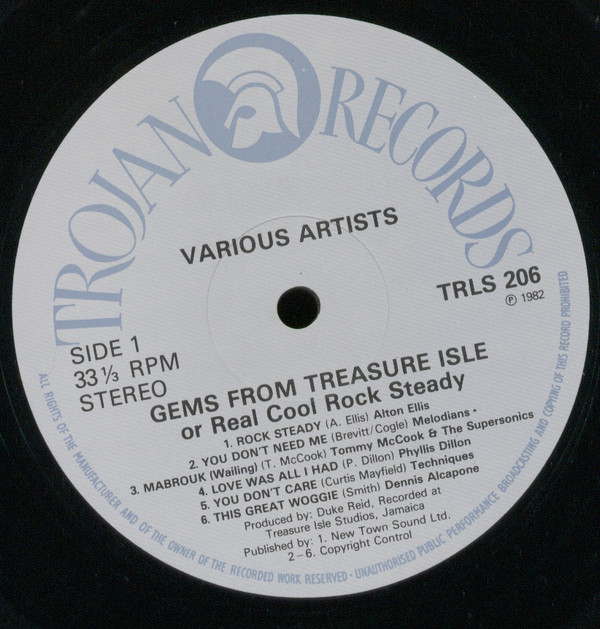 TROJAN RECORDS
VARIOUS ARTISTS
TRLS 206
℗ 1982
SIDE 1
33 ⅓ RPM
STEREO
GEMS FROM TREASURE ISLE
or Real Cool Rock Steady
1. ROCK STEADY (A. Ellis) Alton Ellis
2. YOU DON'T NEED ME (Brevitt/Cogle) Melodians •
3. MABROUK (Wailing) (T. McCook) Tommy McCook & The Supersonics
4. LOVE WAS ALL I HAD (P. Dillon) Phyllis Dillon
5. YOU DON'T CARE (Curtis Mayfield) Techniques
6. THIS GREAT WOGGIE (Smith) Dennis Alcapone
Produced by: Duke Reid, Recorded at
Treasure Isle Studios, Jamaica
Published by: 1. New Town Sound Ltd.
2–6. Copyright Control
ALL RIGHTS OF THE MANUFACTURER AND OF THE OWNER OF THE RECORDED WORK RESERVED · UNAUTHORISED PUBLIC PERFORMANCE BROADCASTING AND COPYING OF THIS RECORD PROHIBITED